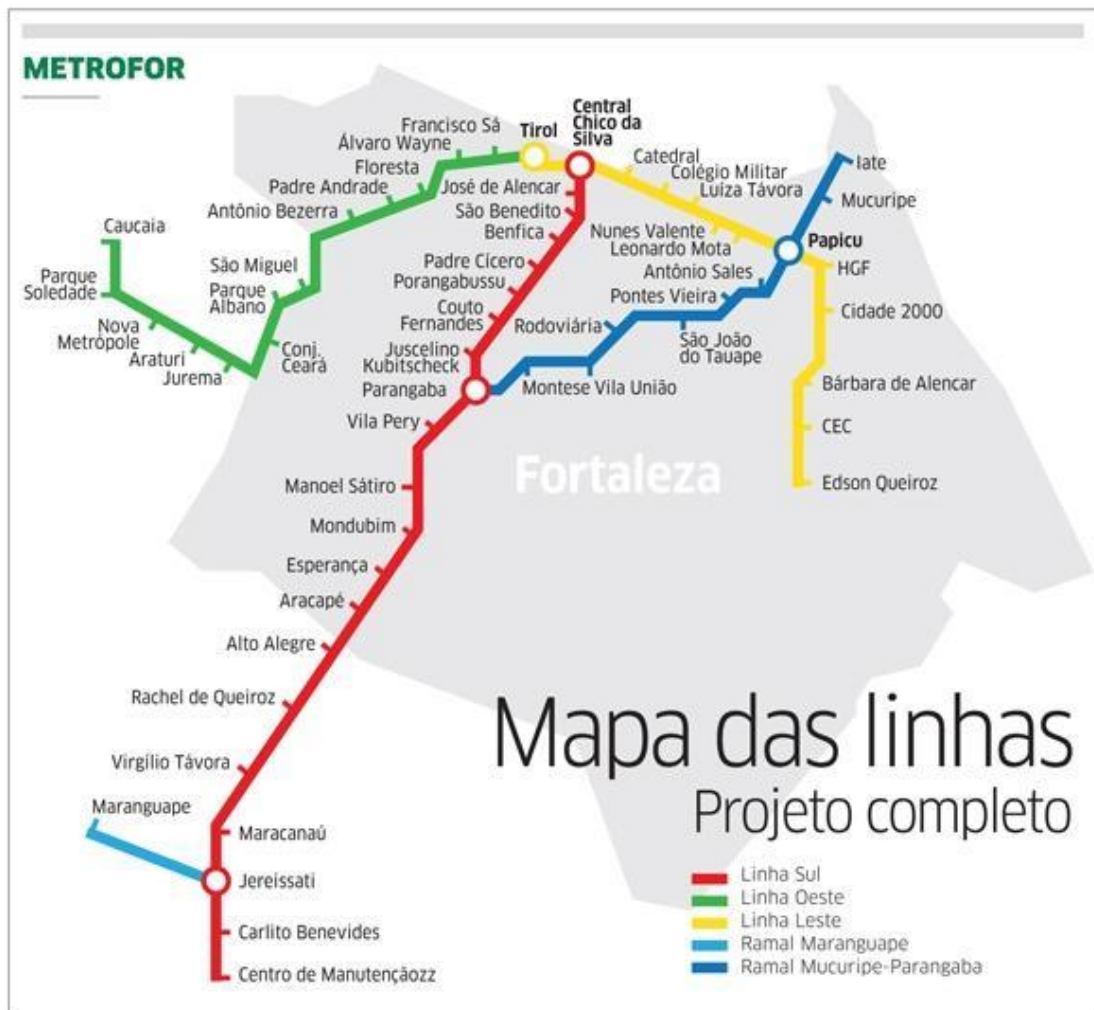 METROFOR
Central
Chico da
Silva
Tirol
Francisco Sá
Álvaro Wayne
Floresta
Padre Andrade
Antônio Bezerra
São Miguel
Parque
Albano
Conj.
Ceará
Caucaia
Parque
Soledade
Nova
Metrópole
Araturi
Jurema
José de Alencar
São Benedito
Benfica
Padre Cícero
Porangabussu
Couto
Fernandes
Juscelino
Kubitscheck
Parangaba
Vila Pery
Manoel Sátiro
Mondubim
Esperança
Aracapé
Alto Alegre
Rachel de Queiroz
Virgílio Távora
Maranguape
Maracanaú
Jereissati
Carlito Benevides
Centro de Manutençãozz
Catedral
Colégio Militar
Luíza Távora
Nunes Valente
Leonardo Mota
Iate
Mucuripe
Papicu
HGF
Cidade 2000
Bárbara de Alencar
CEC
Edson Queiroz
Antônio Sales
Pontes Vieira
São João
do Tauape
Rodoviária
Montese Vila União
Fortaleza
Mapa das linhas
Projeto completo
Linha Sul
Linha Oeste
Linha Leste
Ramal Maranguape
Ramal Mucuripe-Parangaba